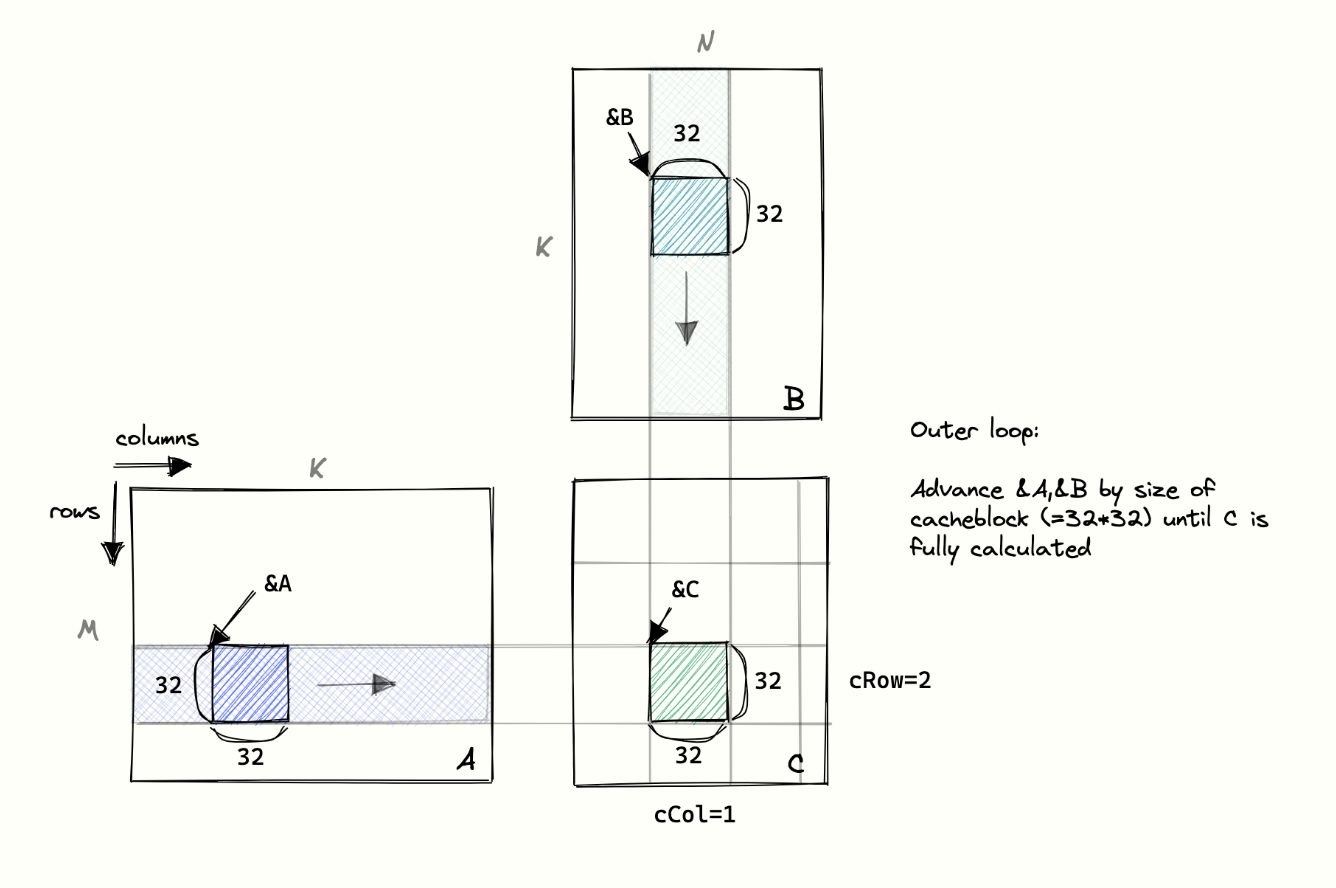 N
&B
32
32
K
B
columns
K
rows
Outer loop:
Advance &A,&B by size of
cacheblock (=32*32) until C is
fully calculated
&A
&C
M
32
32
cRow=2
32
A
32
C
cCol=1